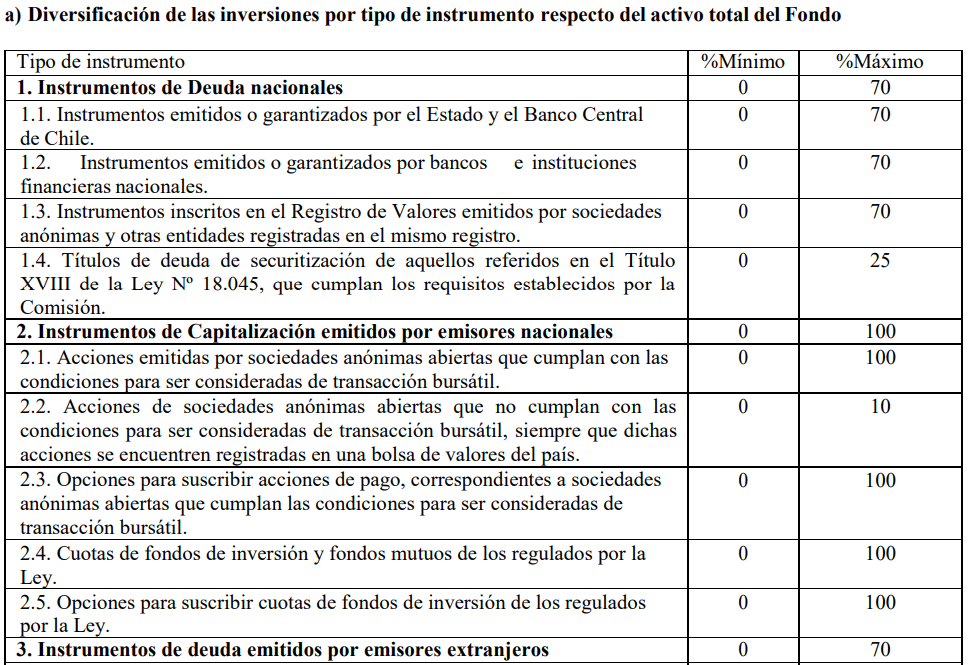 a) Diversificación de las inversiones por tipo de instrumento respecto del activo total del Fondo
Tipo de instrumento %Mínimo %Máximo
1. Instrumentos de Deuda nacionales 0 70
1.1. Instrumentos emitidos o garantizados por el Estado y el Banco Central 0 70
de Chile.
1.2. Instrumentos emitidos o garantizados por bancos e instituciones 0 70
financieras nacionales.
1.3. Instrumentos inscritos en el Registro de Valores emitidos por sociedades 0 70
anónimas y otras entidades registradas en el mismo registro.
1.4. Títulos de deuda de securitización de aquellos referidos en el Título 0 25
XVIII de la Ley Nº 18.045, que cumplan los requisitos establecidos por la
Comisión.
2. Instrumentos de Capitalización emitidos por emisores nacionales 0 100
2.1. Acciones emitidas por sociedades anónimas abiertas que cumplan con las 0 100
condiciones para ser consideradas de transacción bursátil.
2.2. Acciones de sociedades anónimas abiertas que no cumplan con las 0 10
condiciones para ser consideradas de transacción bursátil, siempre que dichas
acciones se encuentren registradas en una bolsa de valores del país.
2.3. Opciones para suscribir acciones de pago, correspondientes a sociedades 0 100
anónimas abiertas que cumplan las condiciones para ser consideradas de
transacción bursátil.
2.4. Cuotas de fondos de inversión y fondos mutuos de los regulados por la 0 100
Ley.
2.5. Opciones para suscribir cuotas de fondos de inversión de los regulados 0 100
por la Ley.
3. Instrumentos de deuda emitidos por emisores extranjeros 0 70